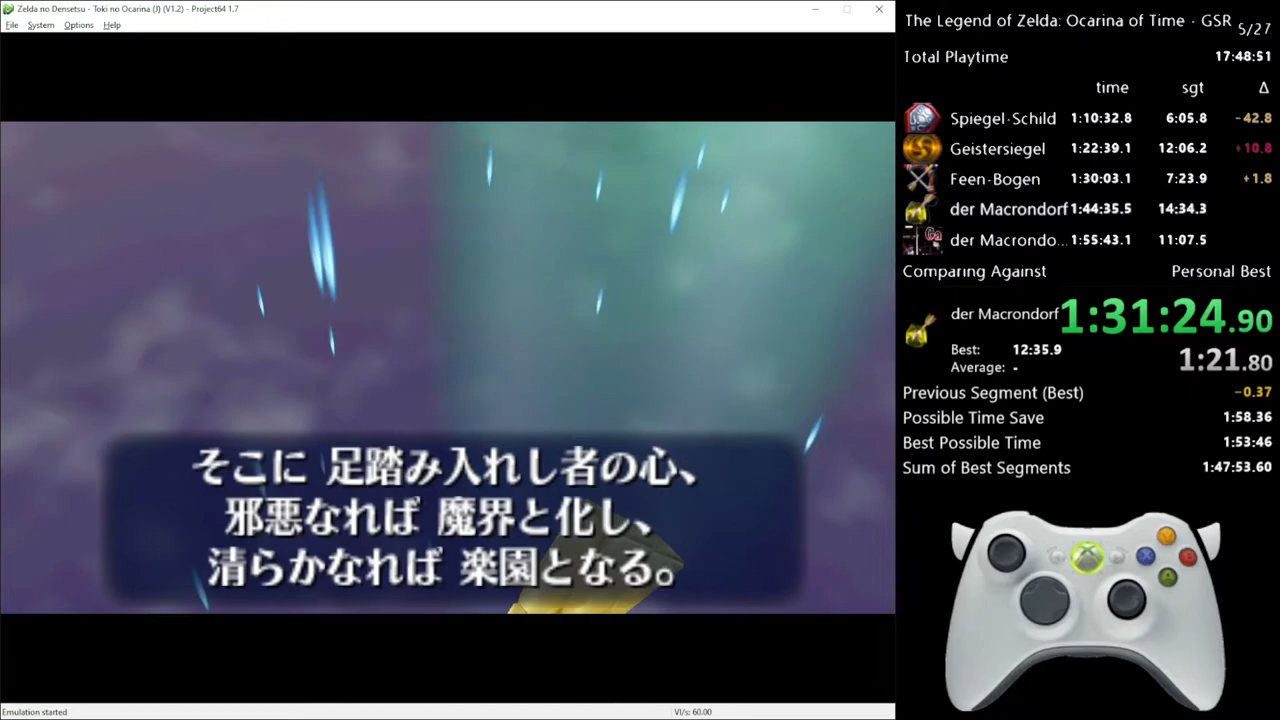 Zelda no Densetsu - Toki no Ocarina (J) (V1.2) - Project64 1.7
File System Options Help
そこに 足踏み入れし者の心、
邪悪なれば 魔界と化し、
清らかなれば 楽園となる。
Emulation started
VI/s: 60.00
The Legend of Zelda: Ocarina of Time - GSR 5/27
Total Playtime 17:48:51
time sgt Δ
Spiegel-Schild 1:10:32.8 6:05.8 -42.8
Geistersiegel 1:22:39.1 12:06.2 +10.8
Feen-Bogen 1:30:03.1 7:23.9 +1.8
der Macrondorf 1:44:35.5 14:34.3
der Macrondo... 1:55:43.1 11:07.5
Comparing Against Personal Best
der Macrondorf 1:31:24.90
Best: 12:35.9
Average: -
1:21.80
Previous Segment (Best) -0.37
Possible Time Save 1:58.36
Best Possible Time 1:53:46
Sum of Best Segments 1:47:53.60